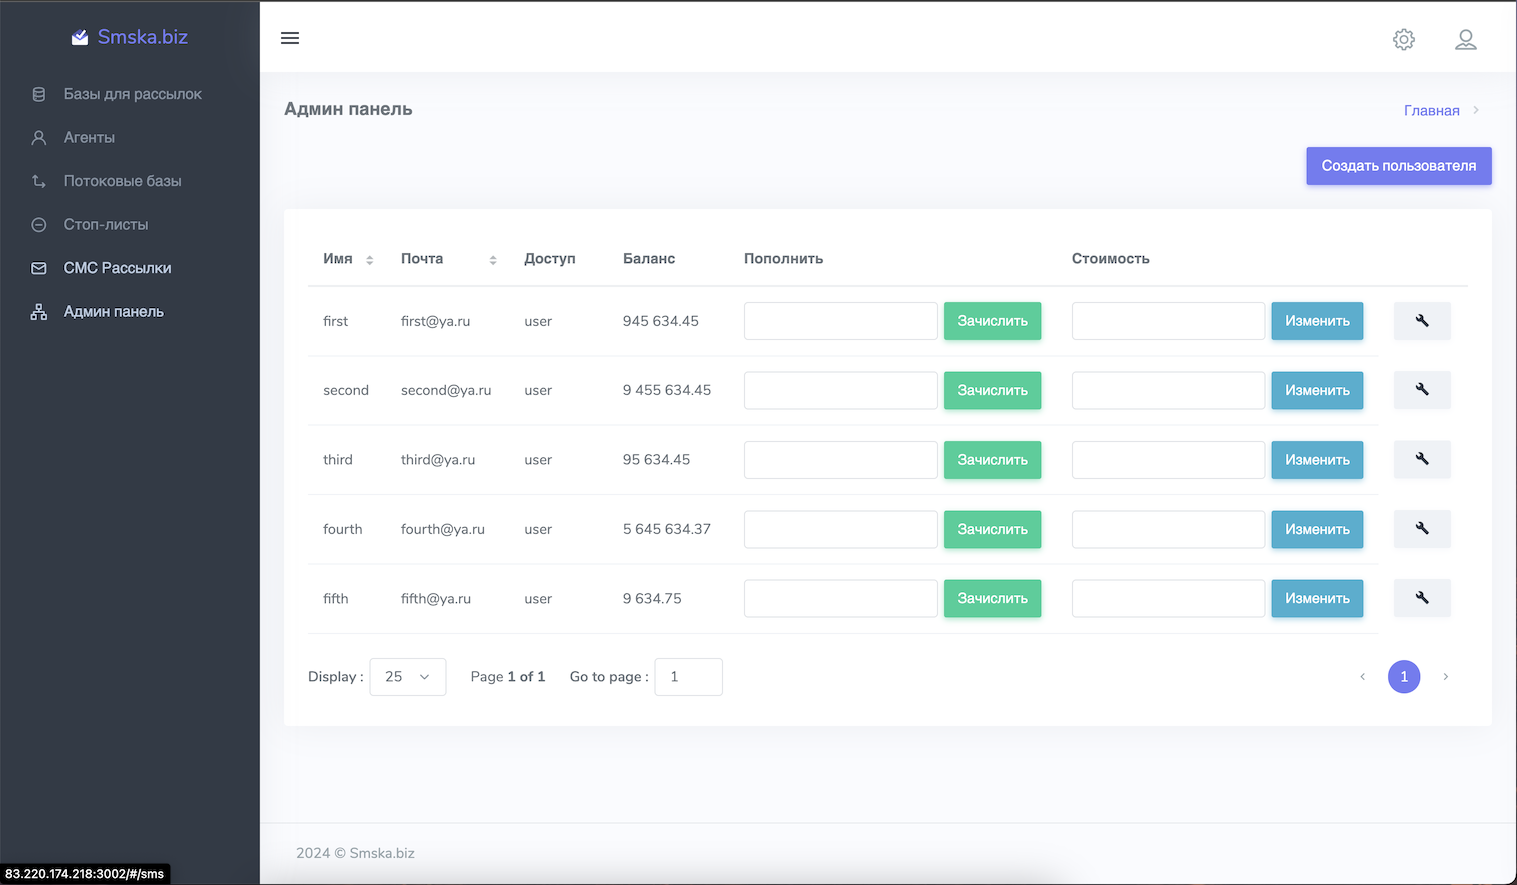 Smska.biz
Базы для рассылок
Агенты
Потоковые базы
Стоп-листы
СМС Рассылки
Админ панель
Админ панель
Главная
Создать пользователя
Имя Почта Доступ Баланс Пополнить Стоимость
first first@ya.ru user 945 634.45 Зачислить Изменить
second second@ya.ru user 9 455 634.45 Зачислить Изменить
third third@ya.ru user 95 634.45 Зачислить Изменить
fourth fourth@ya.ru user 5 645 634.37 Зачислить Изменить
fifth fifth@ya.ru user 9 634.75 Зачислить Изменить
Display : 25 Page 1 of 1 Go to page : 1 ‹ 1 ›
2024 © Smska.biz
83.220.174.218:3002/#/sms